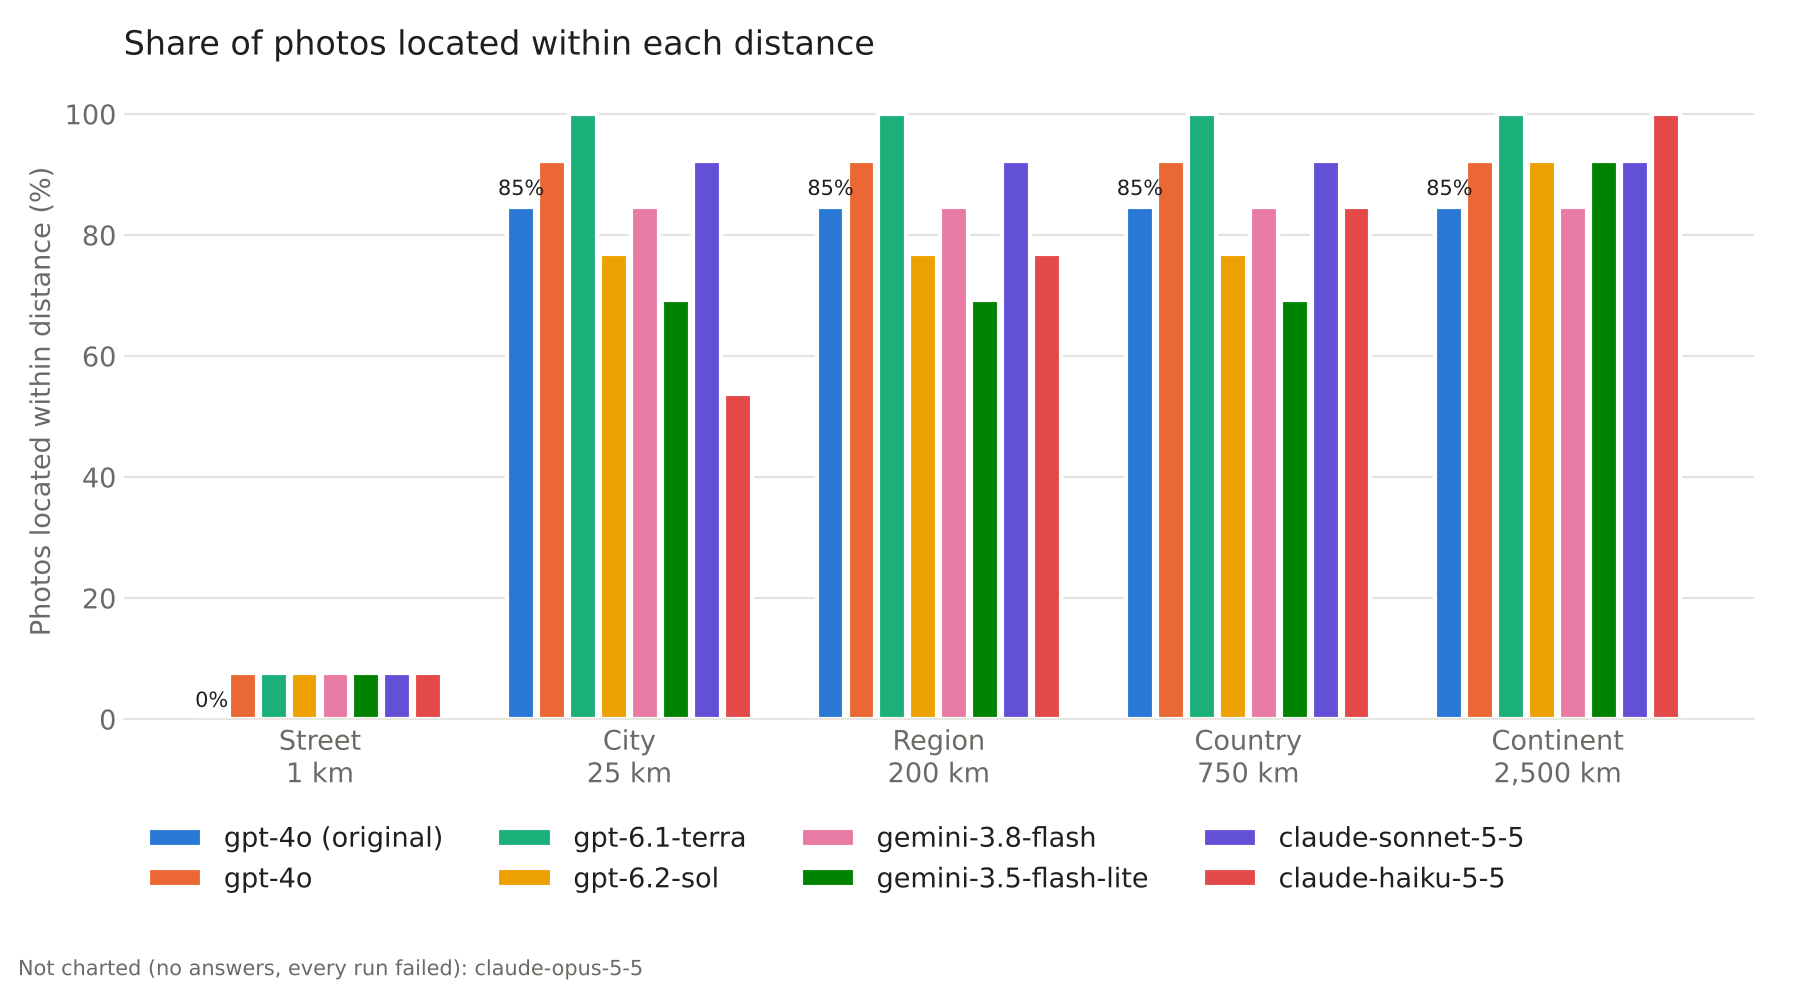 Share of photos located within each distance
Photos located within distance (%)
100
80
60
40
20
0
0%
85%
85%
85%
85%
Street
1 km
City
25 km
Region
200 km
Country
750 km
Continent
2,500 km
gpt-4o (original)
gpt-4o
gpt-6.1-terra
gpt-6.2-sol
gemini-3.8-flash
gemini-3.5-flash-lite
claude-sonnet-5-5
claude-haiku-5-5
Not charted (no answers, every run failed): claude-opus-5-5